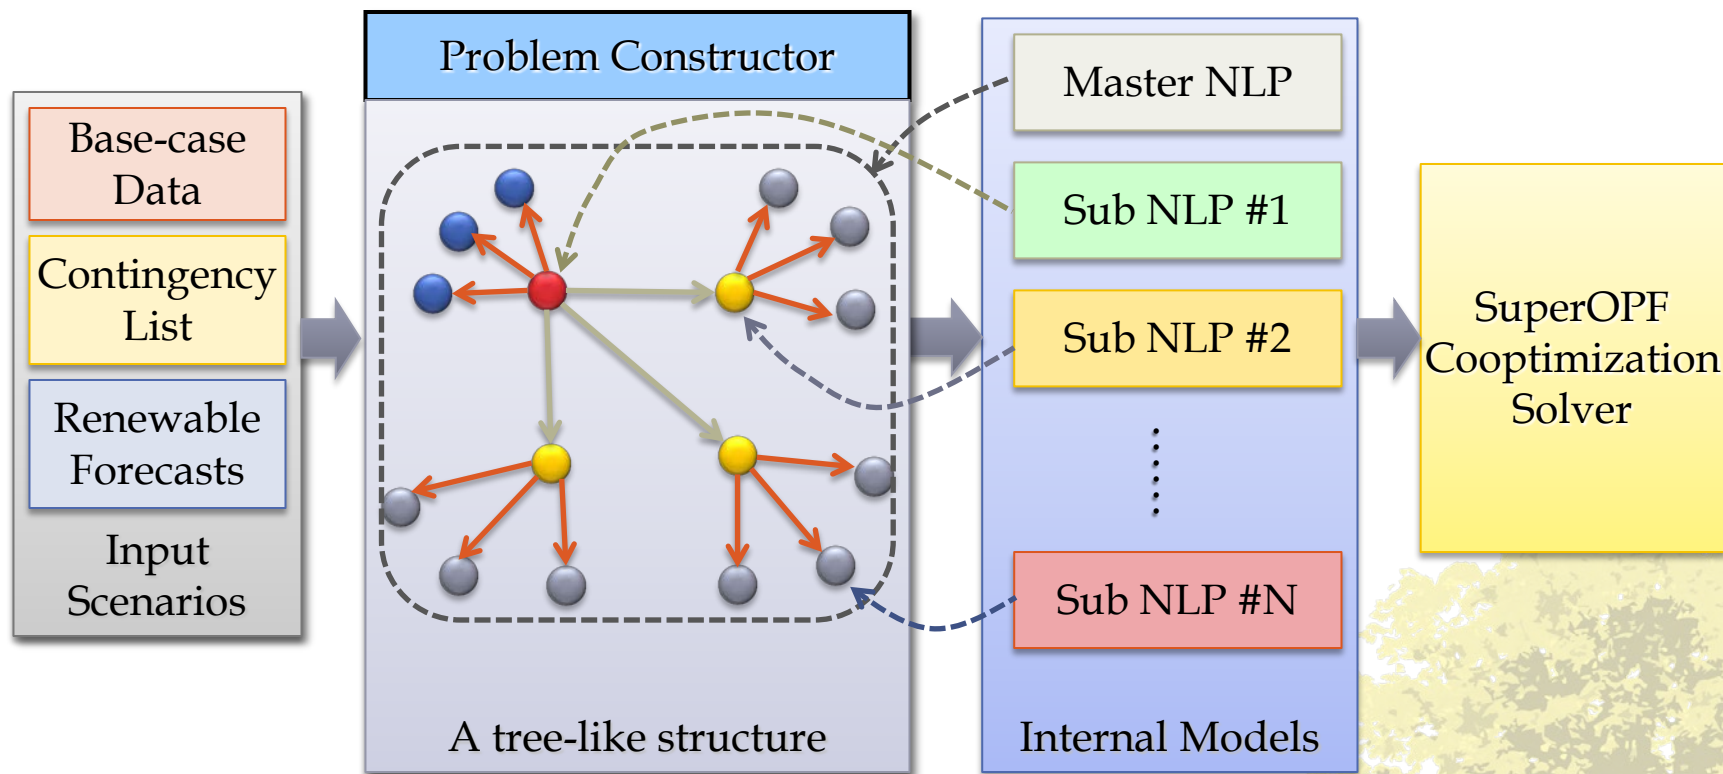 Problem Constructor
Base-case
Data
Contingency
List
Renewable
Forecasts
Input
Scenarios
A tree-like structure
Master NLP
Sub NLP #1
Sub NLP #2
Sub NLP #N
Internal Models
SuperOPF
Cooptimization
Solver